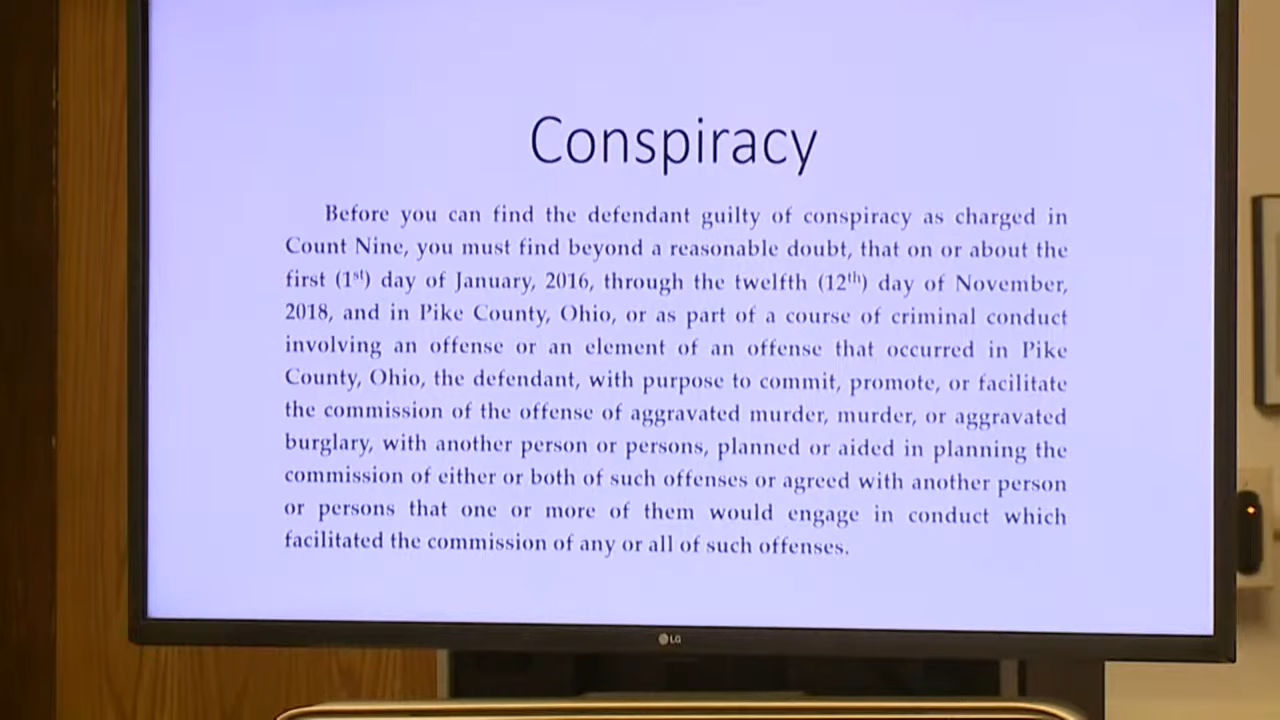 Conspiracy
Before you can find the defendant guilty of conspiracy as charged in
Count Nine, you must find beyond a reasonable doubt, that on or about the
first (1st) day of January, 2016, through the twelfth (12th) day of November,
2018, and in Pike County, Ohio, or as part of a course of criminal conduct
involving an offense or an element of an offense that occurred in Pike
County, Ohio, the defendant, with purpose to commit, promote, or facilitate
the commission of the offense of aggravated murder, murder, or aggravated
burglary, with another person or persons, planned or aided in planning the
commission of either or both of such offenses or agreed with another person
or persons that one or more of them would engage in conduct which
facilitated the commission of any or all of such offenses.
LG